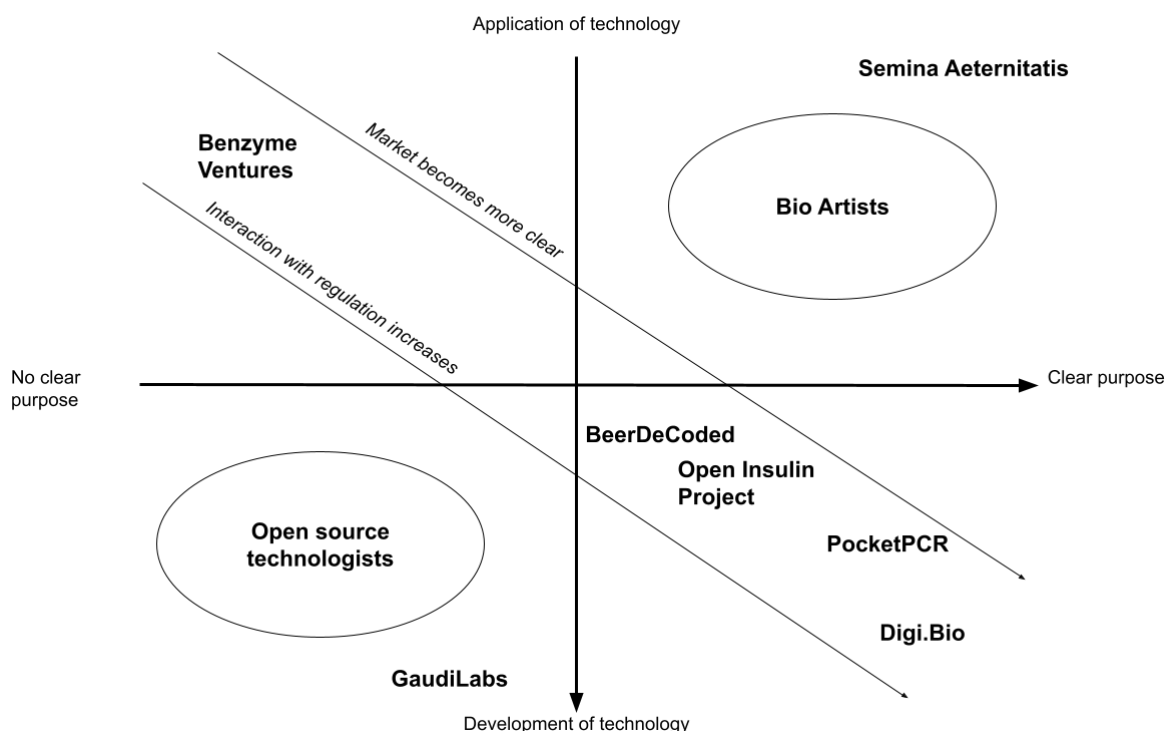 Application of technology
Semina Aeternitatis
Benzyme
Ventures
Market becomes more clear
Bio Artists
Interaction with regulation increases
No clear
purpose
Clear purpose
BeerDeCoded
Open Insulin
Project
Open source
technologists
PocketPCR
Digi.Bio
GaudiLabs
Development of technology